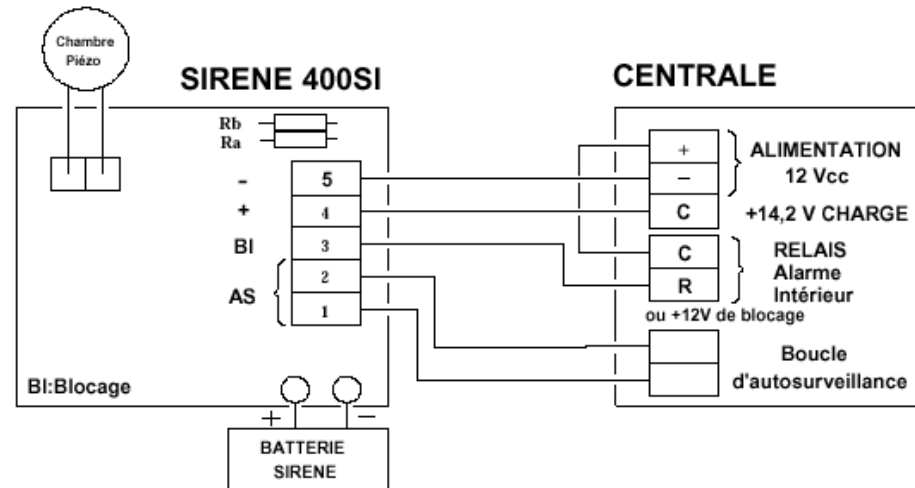 Chambre
Piézo
SIRENE 400SI
CENTRALE
Rb
Ra
- 5
+ 4
BI 3
AS
2
1
BI:Blocage
+ −
BATTERIE
SIRENE
+
−
ALIMENTATION
12 Vcc
C +14,2 V CHARGE
C
R
RELAIS
Alarme
Intérieur
ou +12V de blocage
Boucle
d'autosurveillance